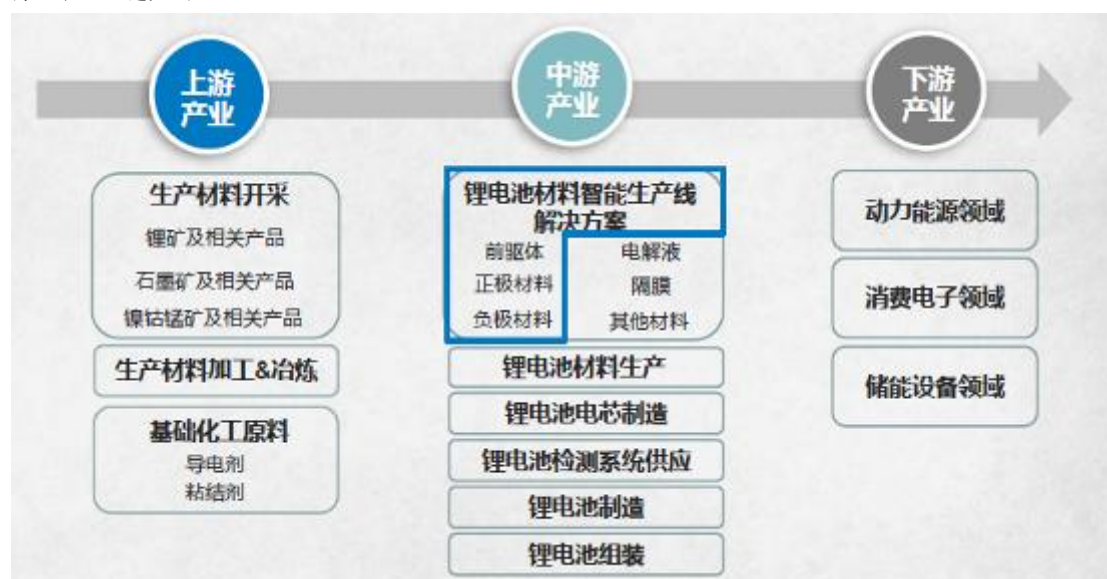 上游
产业
中游
产业
下游
产业
生产材料开采
锂矿及相关产品
石墨矿及相关产品
镍钴锰矿及相关产品
生产材料加工&冶炼
基础化工原料
导电剂
粘结剂
锂电池材料智能生产线
解决方案
前驱体
电解液
正极材料
隔膜
负极材料
其他材料
锂电池材料生产
锂电池电芯制造
锂电池检测系统供应
锂电池制造
锂电池组装
动力能源领域
消费电子领域
储能设备领域